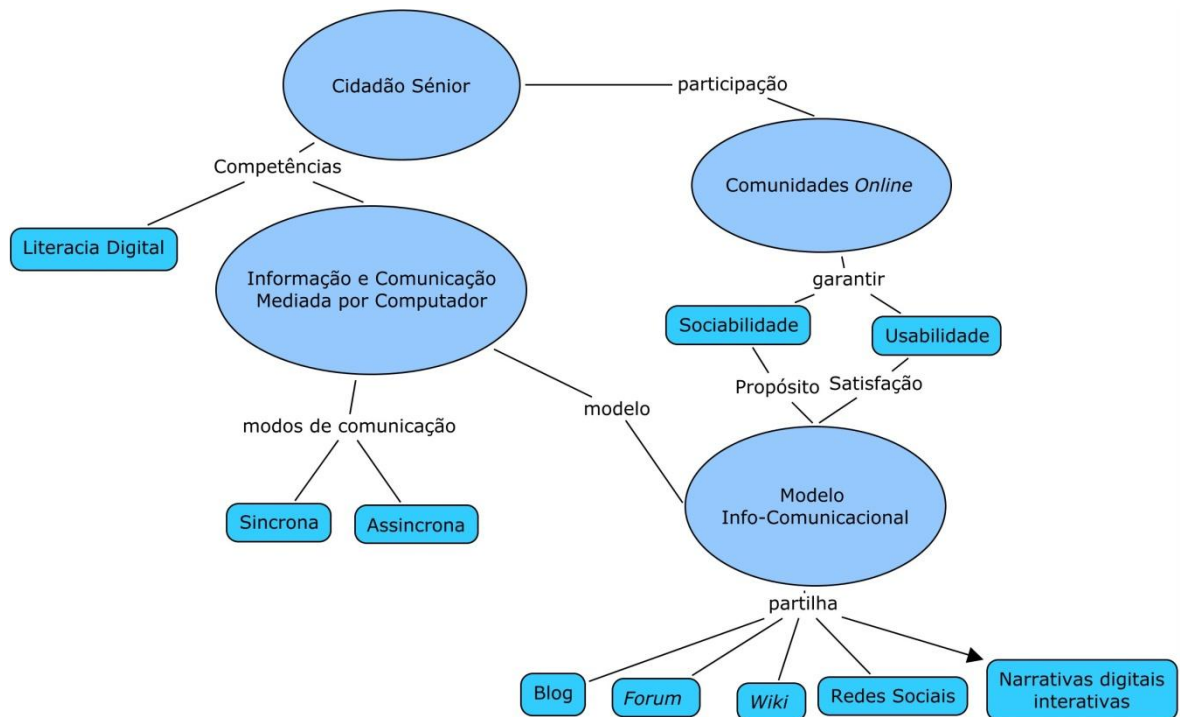 Cidadão Sénior
participação
Comunidades Online
Competências
Literacia Digital
Informação e Comunicação
Mediada por Computador
garantir
Sociabilidade
Usabilidade
Propósito
Satisfação
modelo
modos de comunicação
Sincrona
Assincrona
Modelo
Info-Comunicacional
partilha
Blog
Forum
Wiki
Redes Sociais
Narrativas digitais
interativas